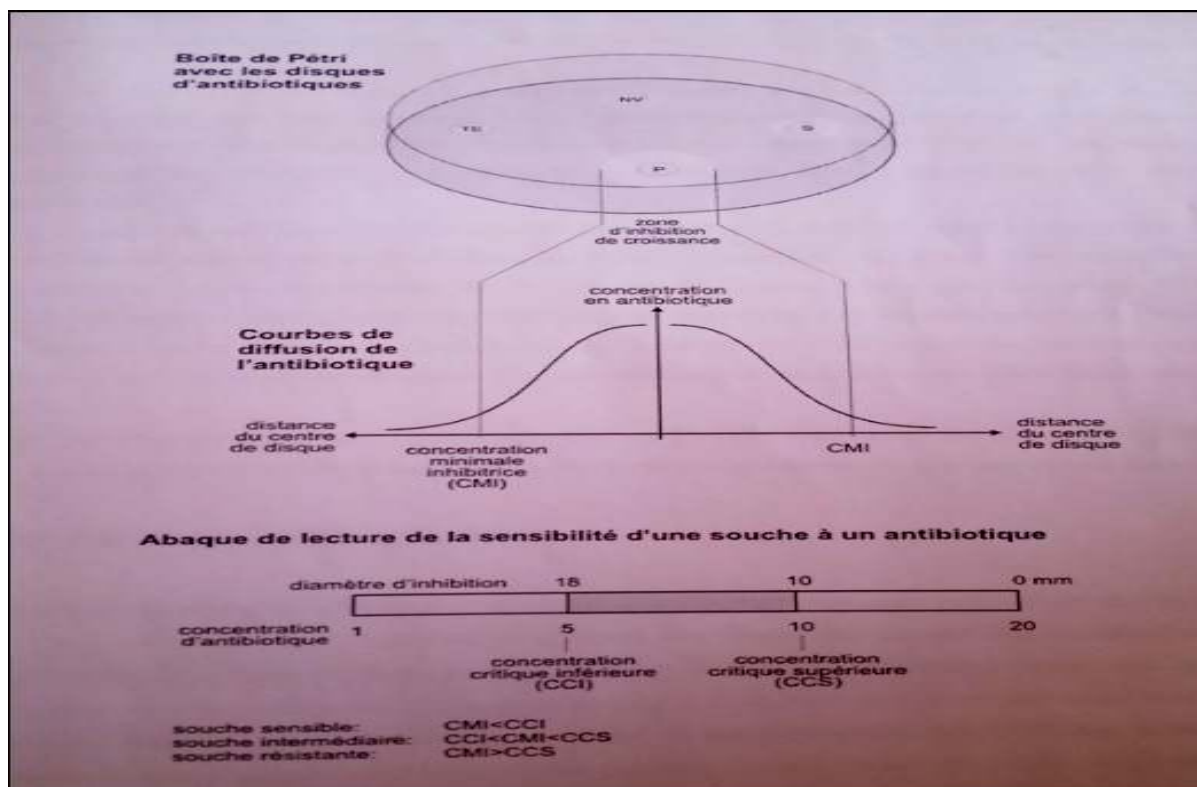 Boîte de Pétri
avec les disques
d'antibiotiques
NV
TE
S
P
zone
d'inhibition
de croissance
concentration
en antibiotique
Courbes de
diffusion de
l'antibiotique
distance
du centre
de disque
concentration
minimale
inhibitrice
(CMI)
CMI
distance
du centre
de disque
Abaque de lecture de la sensibilité d'une souche à un antibiotique
diamètre d'inhibition 18 10 0 mm
concentration
d'antibiotique
1 5 10 20
concentration
critique inférieure
(CCI)
concentration
critique supérieure
(CCS)
souche sensible: CMI<CCI
souche intermédiaire: CCI<CMI<CCS
souche résistante: CMI>CCS